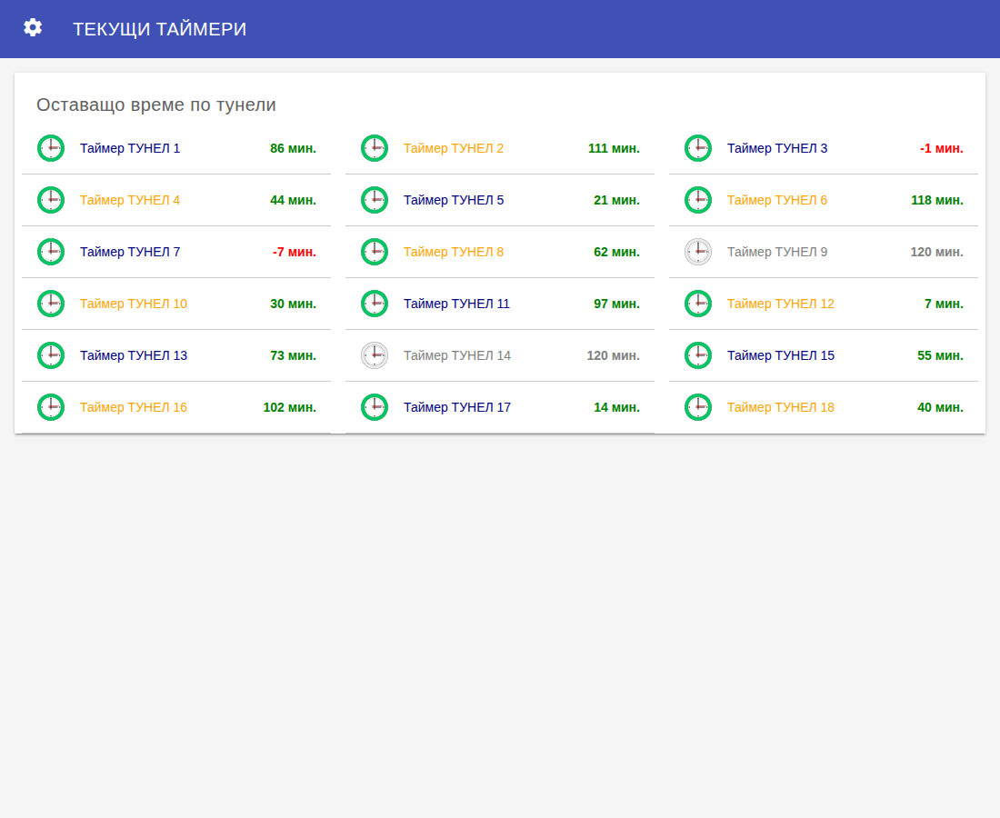 ТЕКУЩИ ТАЙМЕРИ
Оставащо време по тунели
Таймер ТУНЕЛ 1 86 мин. Таймер ТУНЕЛ 2 111 мин. Таймер ТУНЕЛ 3 -1 мин.
Таймер ТУНЕЛ 4 44 мин. Таймер ТУНЕЛ 5 21 мин. Таймер ТУНЕЛ 6 118 мин.
Таймер ТУНЕЛ 7 -7 мин. Таймер ТУНЕЛ 8 62 мин. Таймер ТУНЕЛ 9 120 мин.
Таймер ТУНЕЛ 10 30 мин. Таймер ТУНЕЛ 11 97 мин. Таймер ТУНЕЛ 12 7 мин.
Таймер ТУНЕЛ 13 73 мин. Таймер ТУНЕЛ 14 120 мин. Таймер ТУНЕЛ 15 55 мин.
Таймер ТУНЕЛ 16 102 мин. Таймер ТУНЕЛ 17 14 мин. Таймер ТУНЕЛ 18 40 мин.